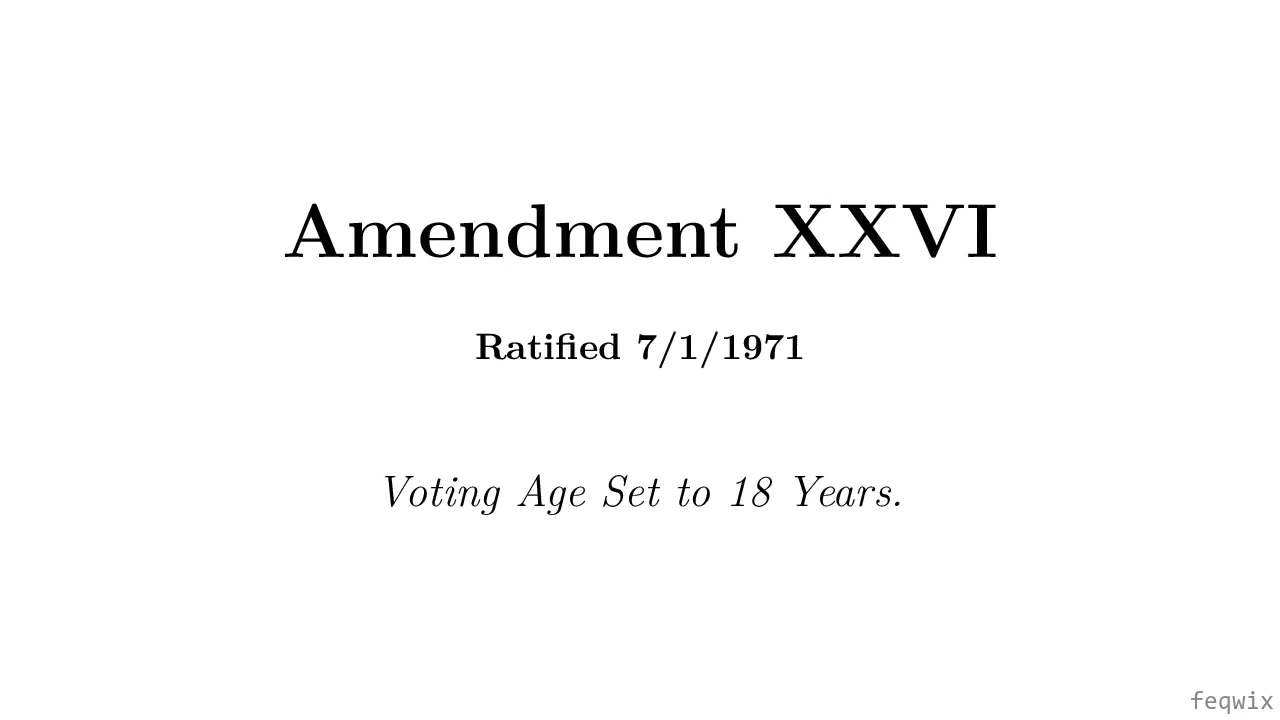 Amendment XXVI
Ratified 7/1/1971
Voting Age Set to 18 Years.
feqwix